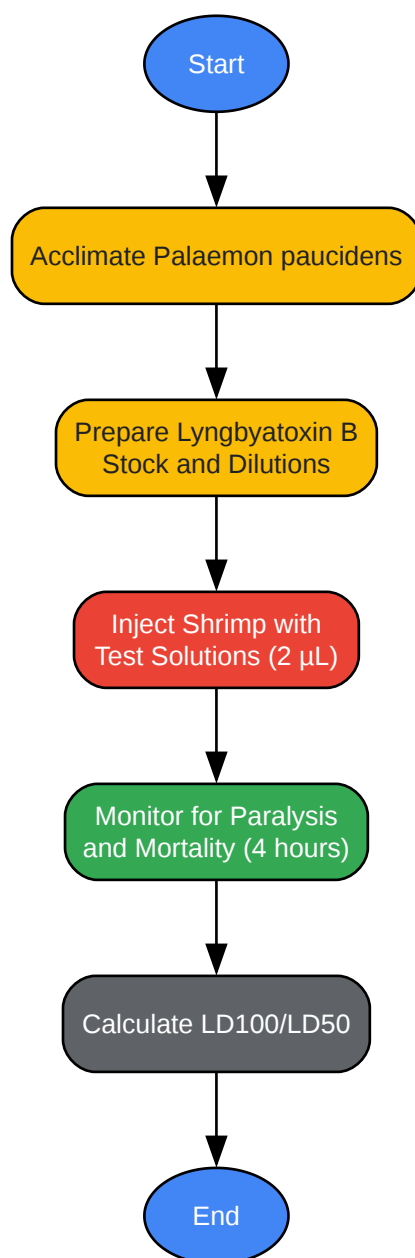 Start
Acclimate Palaemon paucidens
Prepare Lyngbyatoxin B
Stock and Dilutions
Inject Shrimp with
Test Solutions (2 µL)
Monitor for Paralysis
and Mortality (4 hours)
Calculate LD100/LD50
End